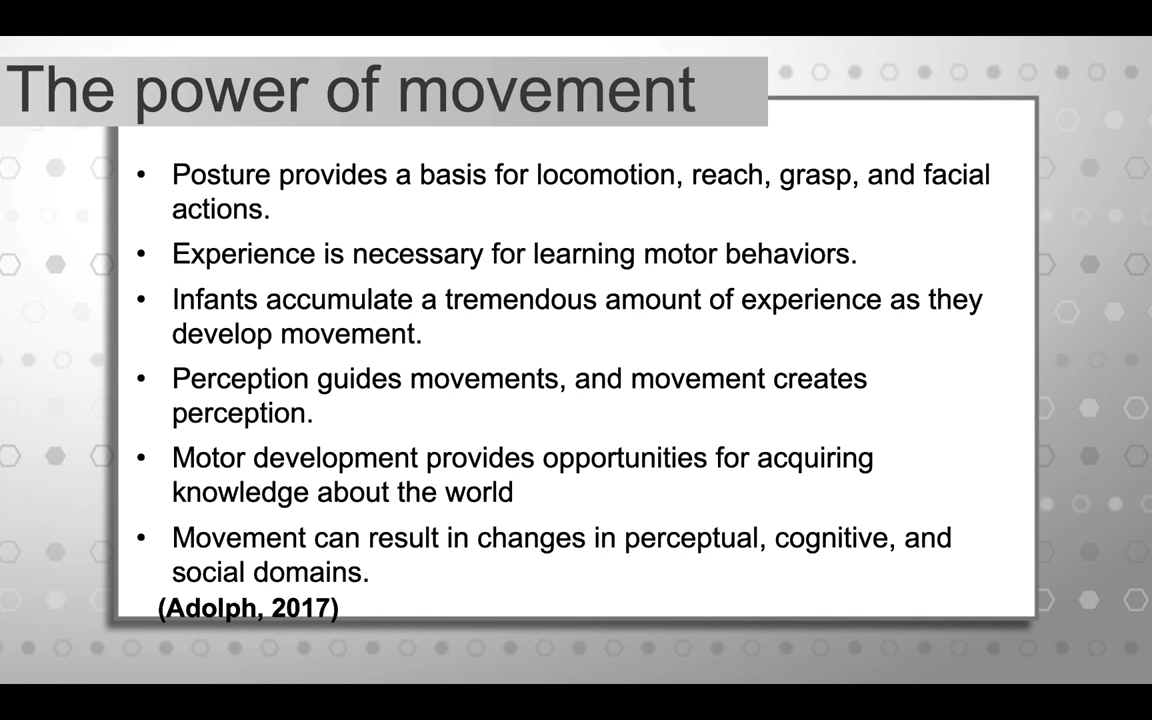 The power of movement
• Posture provides a basis for locomotion, reach, grasp, and facial
actions.
• Experience is necessary for learning motor behaviors.
• Infants accumulate a tremendous amount of experience as they
develop movement.
• Perception guides movements, and movement creates
perception.
• Motor development provides opportunities for acquiring
knowledge about the world
• Movement can result in changes in perceptual, cognitive, and
social domains.
(Adolph, 2017)